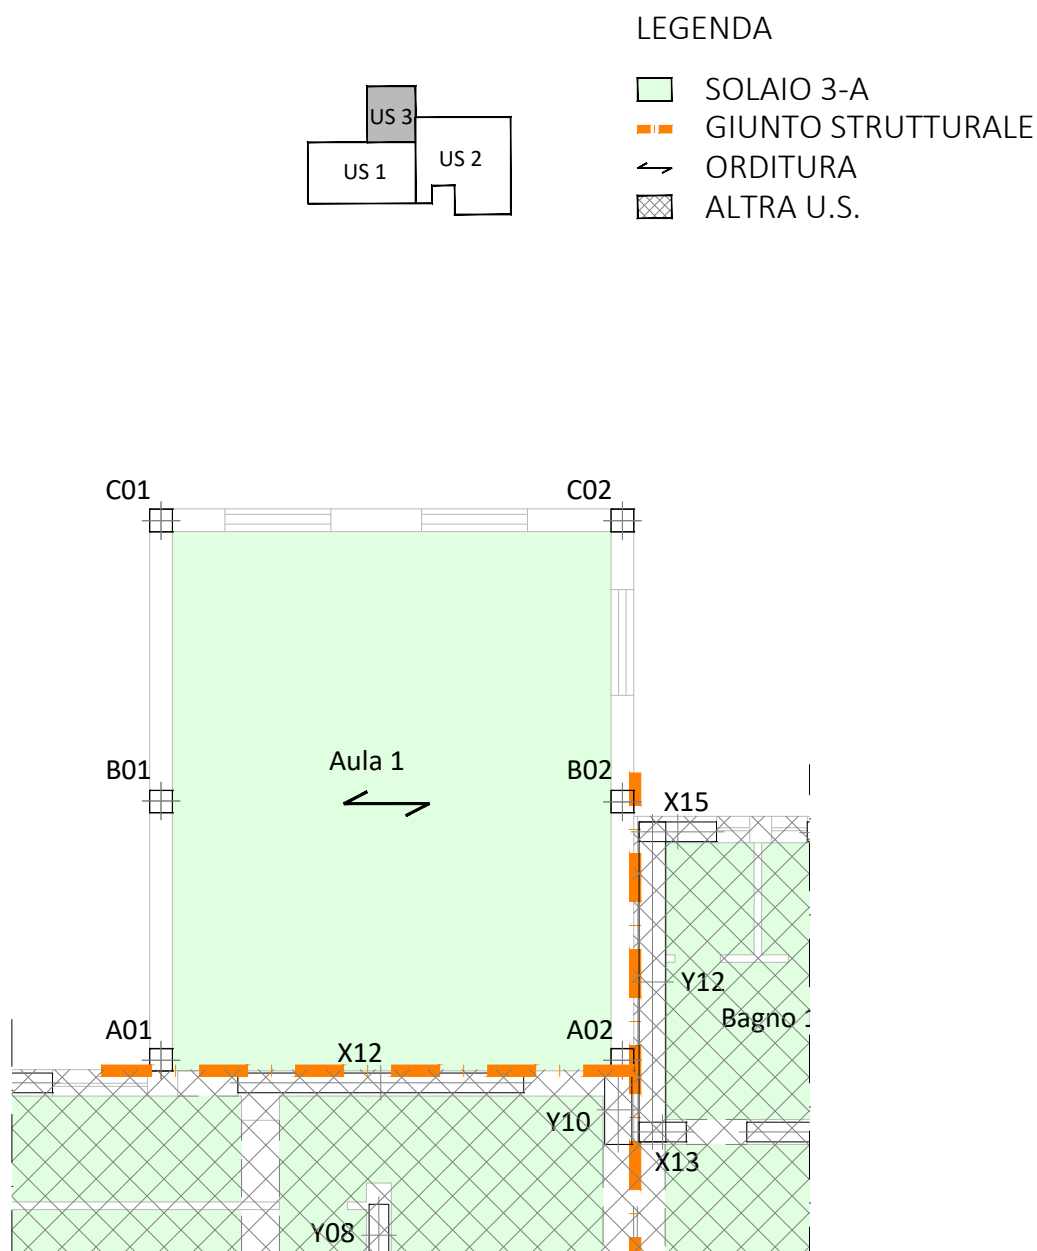 LEGENDA
SOLAIO 3-A
GIUNTO STRUTTURALE
ORDITURA
ALTRA U.S.
US 3
US 2
US 1
C01
C02
Aula 1
B01
B02
X15
Y12
Bagno
A01
X12
A02
Y10
X13
Y08